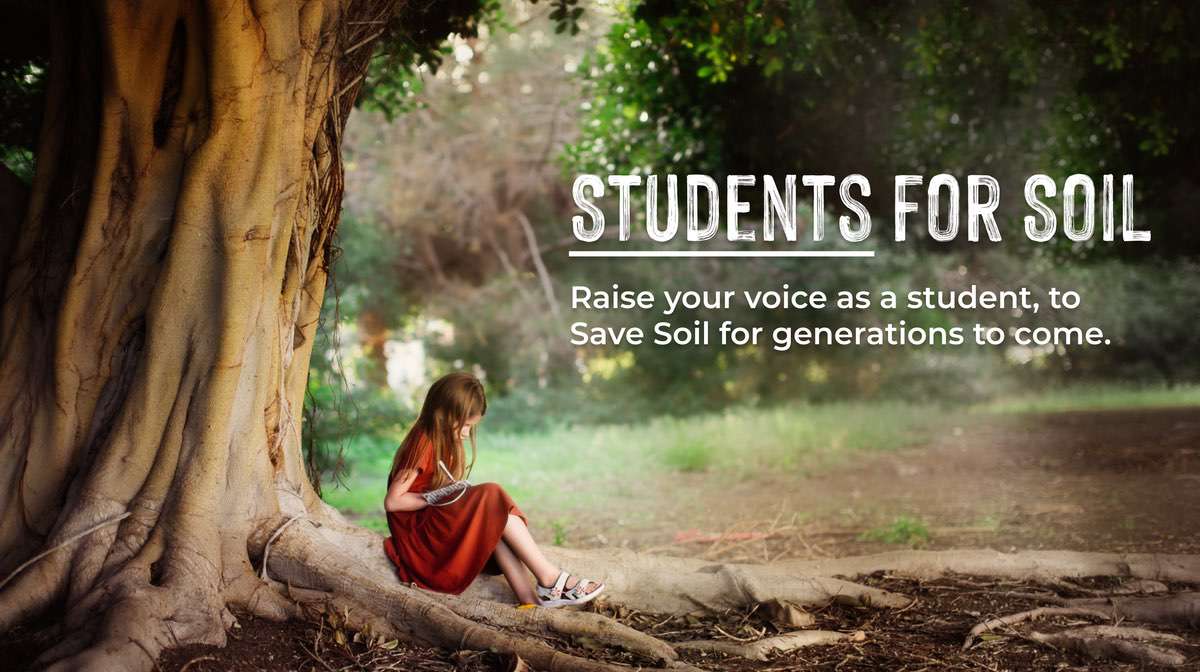 STUDENTS FOR SOIL
Raise your voice as a student, to
Save Soil for generations to come.